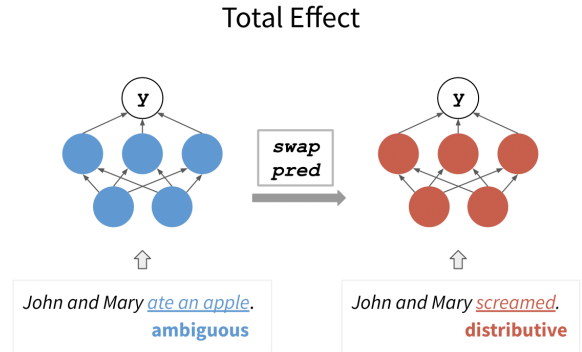 Total Effect
y
swap
pred
y
John and Mary ate an apple.
ambiguous
John and Mary screamed.
distributive